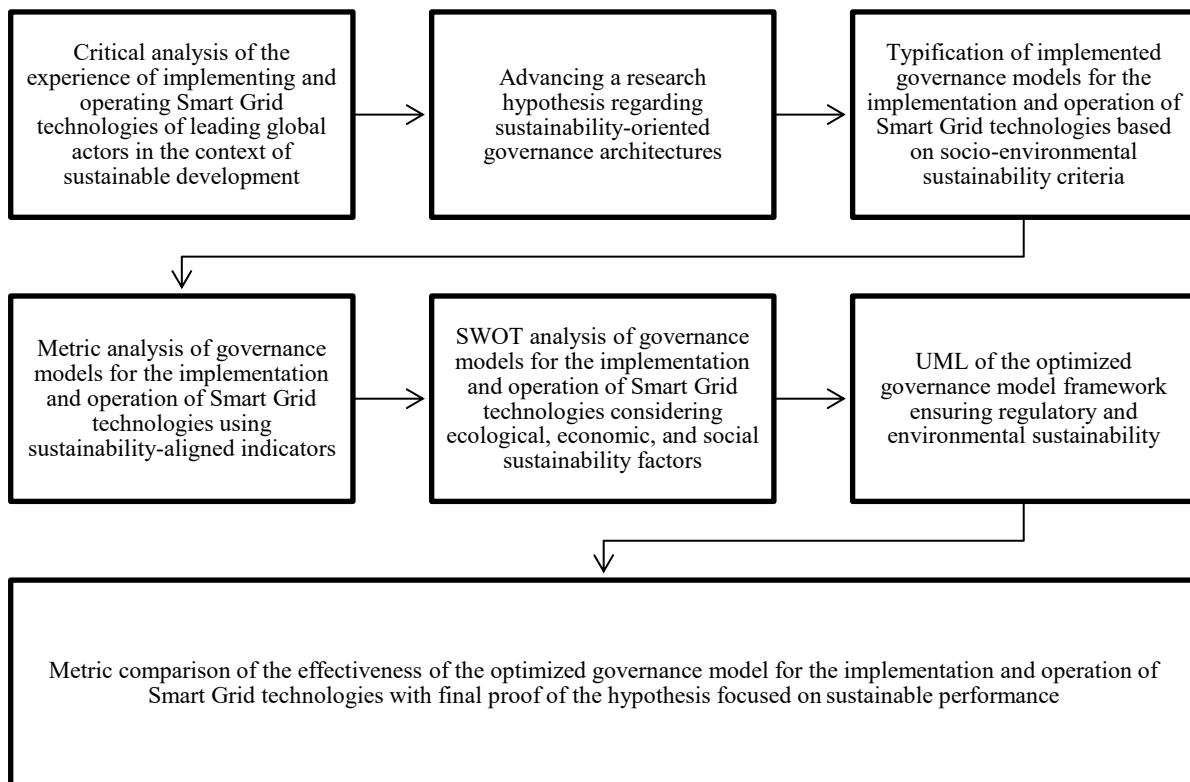 Critical analysis of the
experience of implementing and
operating Smart Grid
technologies of leading global
actors in the context of
sustainable development
Advancing a research
hypothesis regarding
sustainability-oriented
governance architectures
Typification of implemented
governance models for the
implementation and operation of
Smart Grid technologies based
on socio-environmental
sustainability criteria
Metric analysis of governance
models for the implementation
and operation of Smart Grid
technologies using
sustainability-aligned indicators
SWOT analysis of governance
models for the implementation
and operation of Smart Grid
technologies considering
ecological, economic, and social
sustainability factors
UML of the optimized
governance model framework
ensuring regulatory and
environmental sustainability
Metric comparison of the effectiveness of the optimized governance model for the implementation and operation of
Smart Grid technologies with final proof of the hypothesis focused on sustainable performance